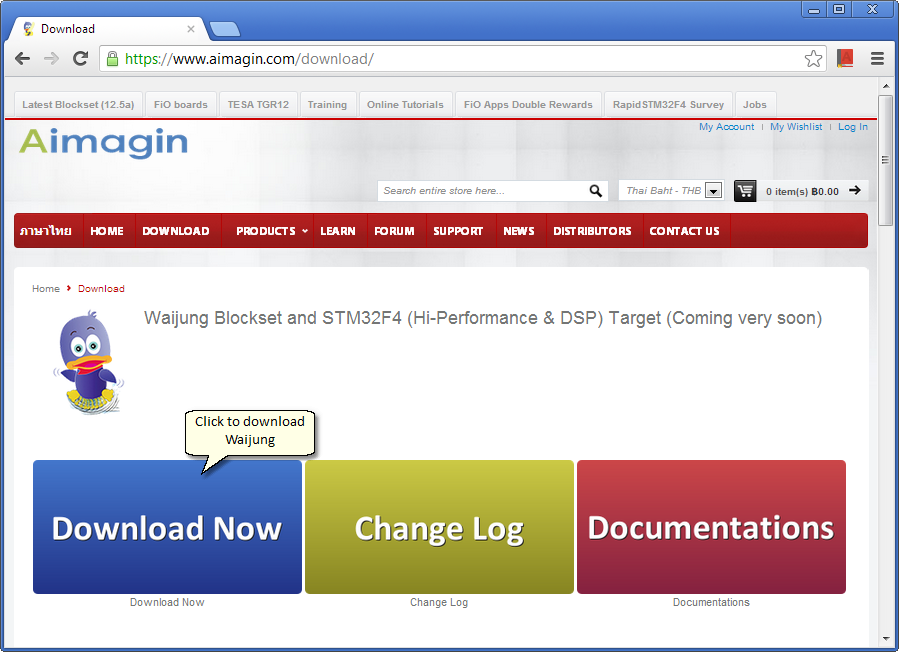 Download
https://www.aimagin.com/download/
Latest Blockset (12.5a) FiO boards TESA TGR12 Training Online Tutorials FiO Apps Double Rewards RapidSTM32F4 Survey Jobs
Aimagin
My Account | My Wishlist | Log In
Search entire store here... Thai Baht - THB 0 item(s) ฿0.00
ภาษาไทย HOME DOWNLOAD PRODUCTS LEARN FORUM SUPPORT NEWS DISTRIBUTORS CONTACT US
Home Download
Waijung Blockset and STM32F4 (Hi-Performance & DSP) Target (Coming very soon)
Click to download
Waijung
Download Now Change Log Documentations
Download Now Change Log Documentations